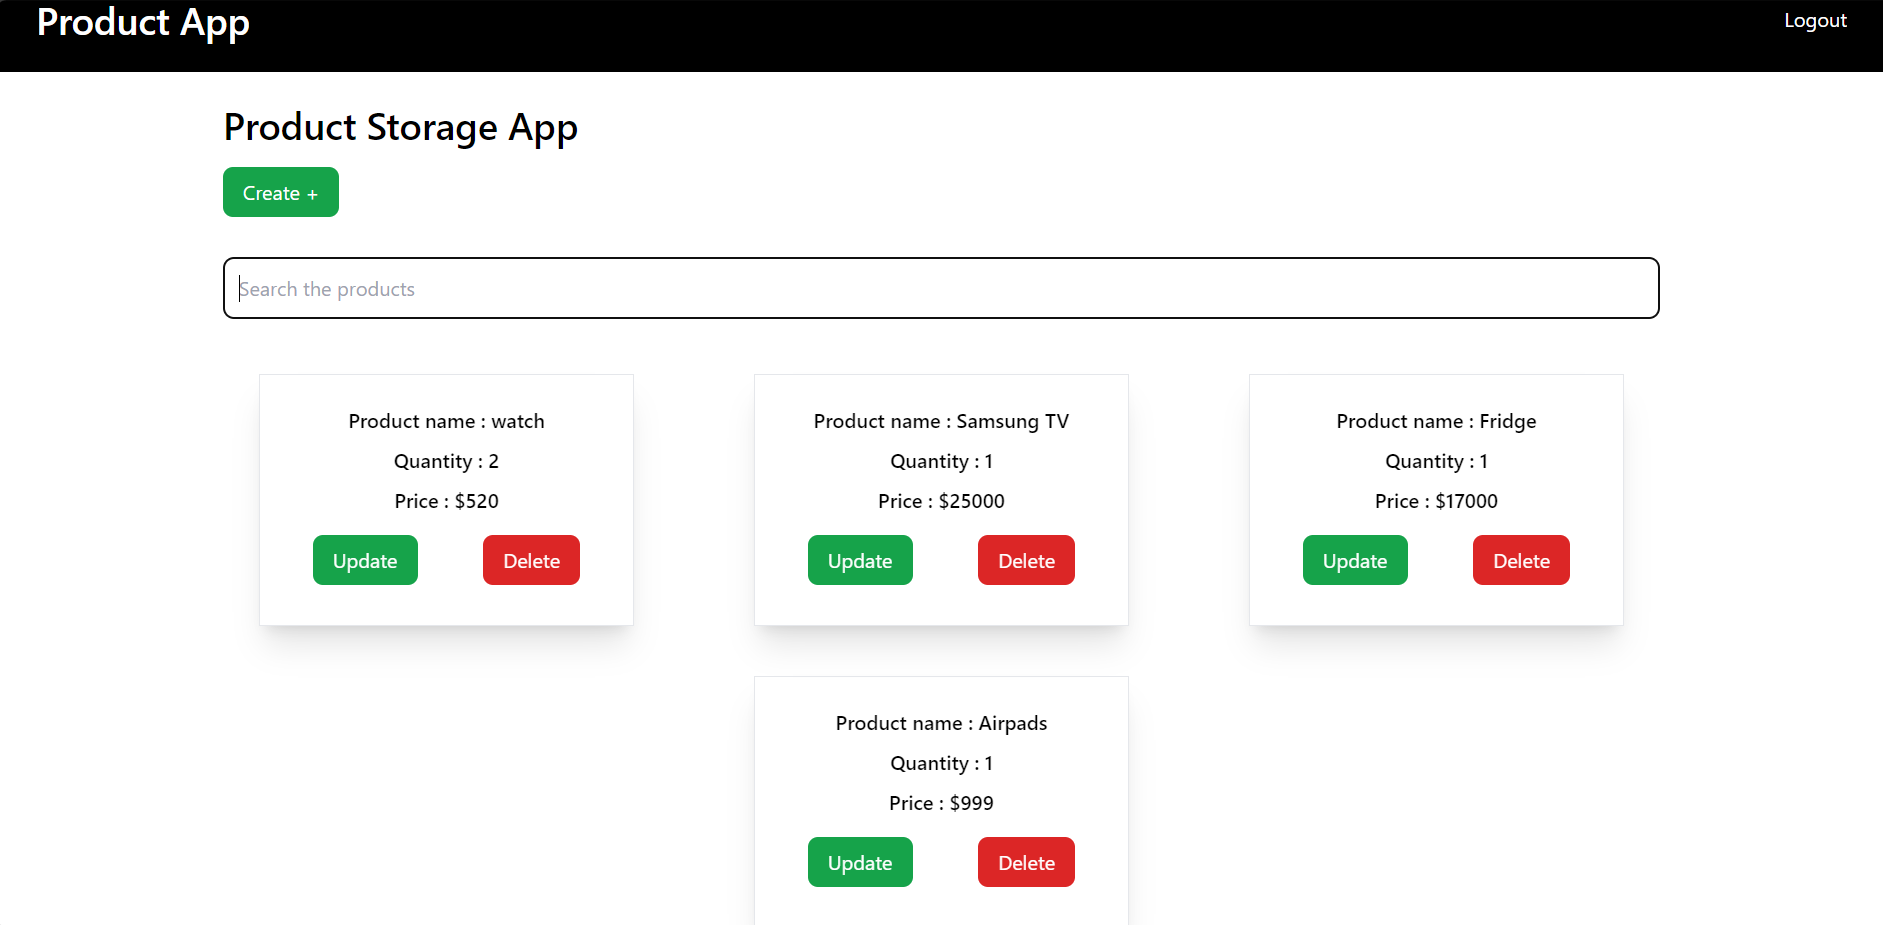 Product App
Logout
Product Storage App
Create +
Search the products
Product name : watch
Quantity : 2
Price : $520
Update
Delete
Product name : Samsung TV
Quantity : 1
Price : $25000
Update
Delete
Product name : Fridge
Quantity : 1
Price : $17000
Update
Delete
Product name : Airpads
Quantity : 1
Price : $999
Update
Delete